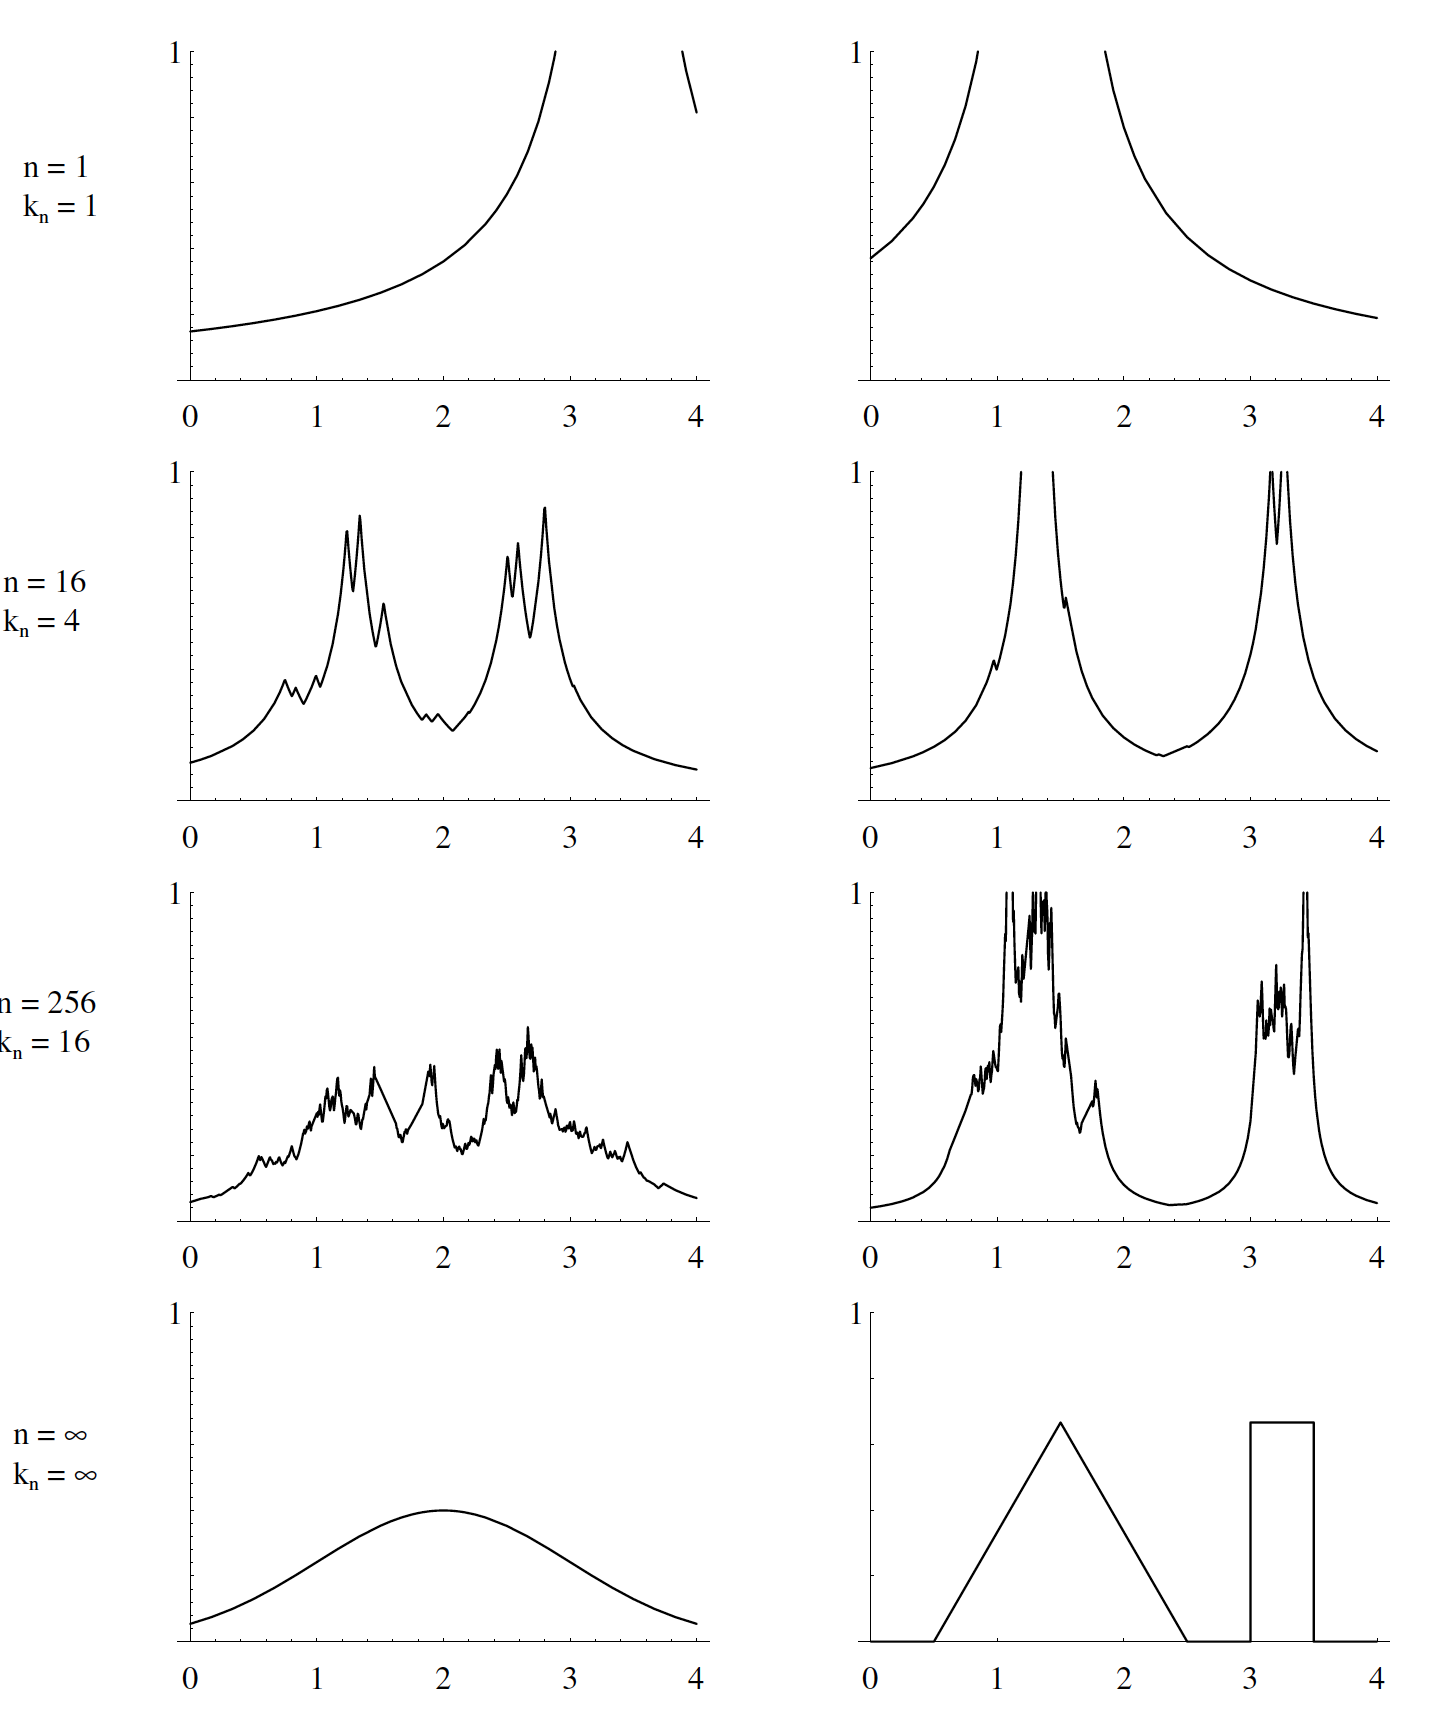 1
1
n = 1
kₙ = 1
0 1 2 3 4
0 1 2 3 4
1
1
n = 16
kₙ = 4
0 1 2 3 4
0 1 2 3 4
1
1
n = 256
kₙ = 16
0 1 2 3 4
0 1 2 3 4
1
1
n = ∞
kₙ = ∞
0 1 2 3 4
0 1 2 3 4